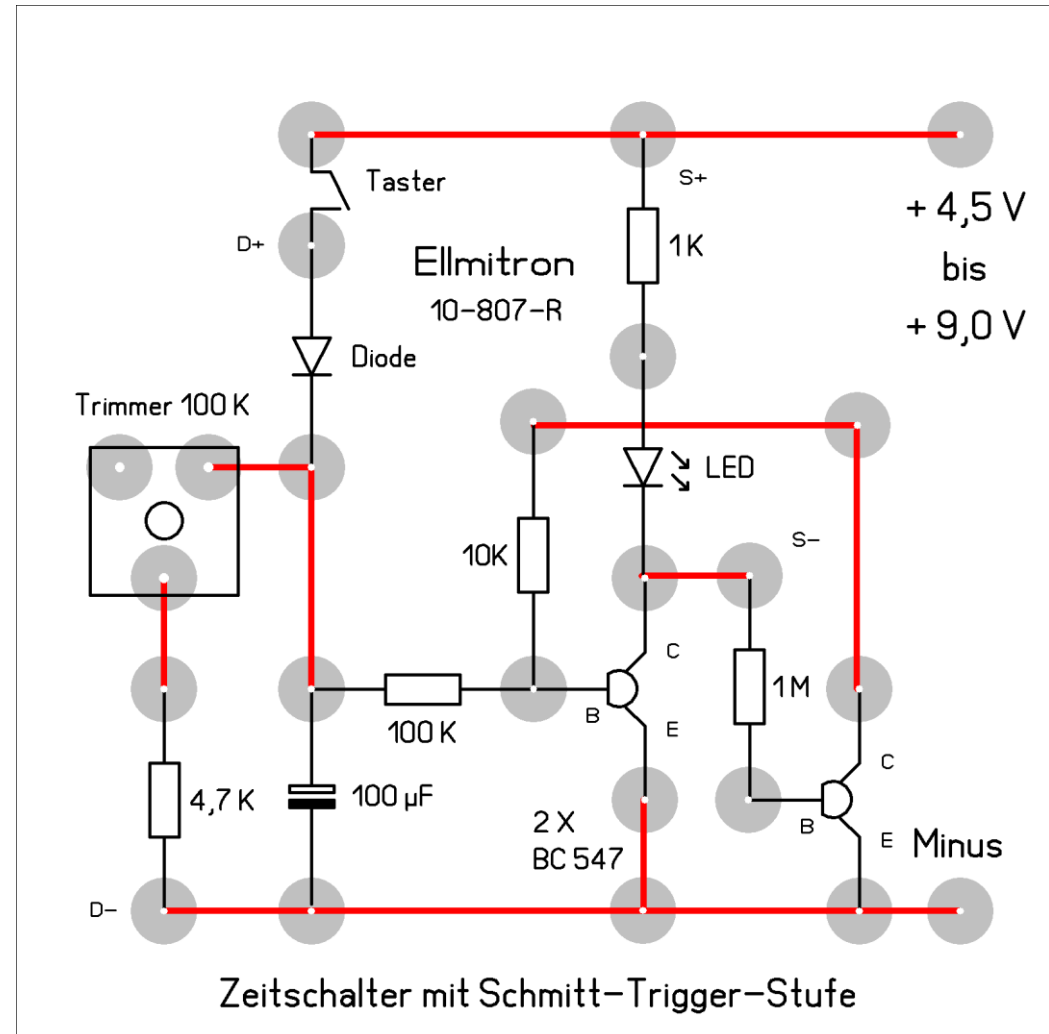 Taster
S+
+ 4,5 V
bis
+ 9,0 V
D+
1K
Ellmitron
10-807-R
Diode
Trimmer 100 K
LED
10K
S-
C
B
E
1M
100 K
4,7 K
100 µF
2 X
BC 547
C
B
E
Minus
D-
Zeitschalter mit Schmitt-Trigger-Stufe